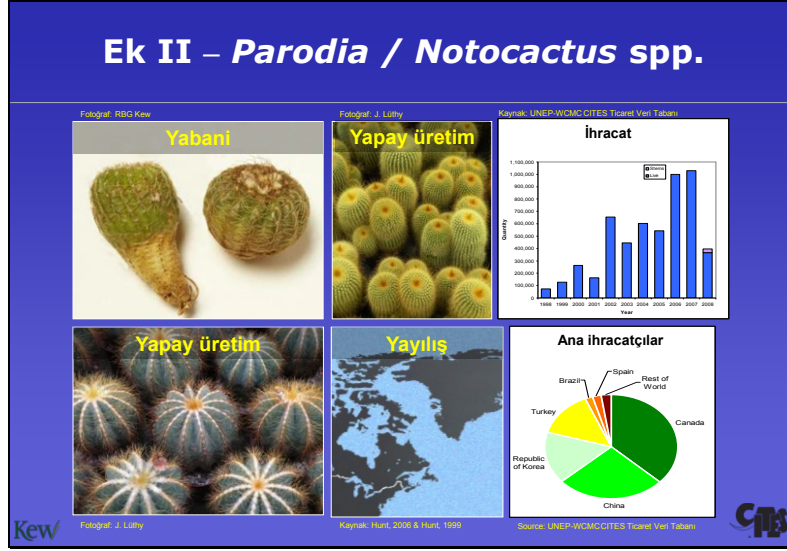 Ek II – Parodia / Notocactus spp.
Fotoğraf: RBG Kew
Yabani
Fotoğraf: J. Lüthy
Yapay üretim
Kaynak: UNEP-WCMC CITES Ticaret Veri Tabanı
İhracat
1,100,000
1,000,000
900,000
800,000
700,000
600,000
500,000
400,000
300,000
200,000
100,000
0
Quantity
Stems
Live
1998 1999 2000 2001 2002 2003 2004 2005 2006 2007 2008
Year
Yapay üretim
Fotoğraf: J. Lüthy
Yayılış
Kaynak: Hunt, 2006 & Hunt, 1999
Ana ihracatçılar
Spain
Brazil
Rest of
World
Turkey
Canada
Republic
of Korea
China
Source: UNEP-WCMCCITES Ticaret Veri Tabanı
Kew
CITES